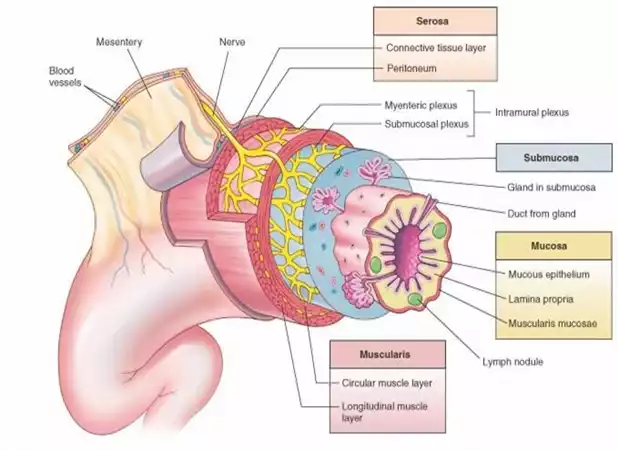 Serosa
Connective tissue layer
Peritoneum
Mesentery
Nerve
Blood
vessels
Myenteric plexus
Submucosal plexus
Intramural plexus
Submucosa
Gland in submucosa
Duct from gland
Mucosa
Mucous epithelium
Lamina propria
Muscularis mucosae
Lymph nodule
Muscularis
Circular muscle layer
Longitudinal muscle
layer